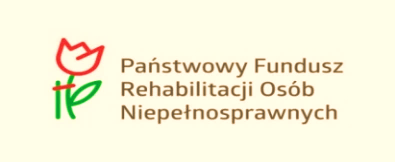 Państwowy Fundusz
Rehabilitacji Osób
Niepełnosprawnych